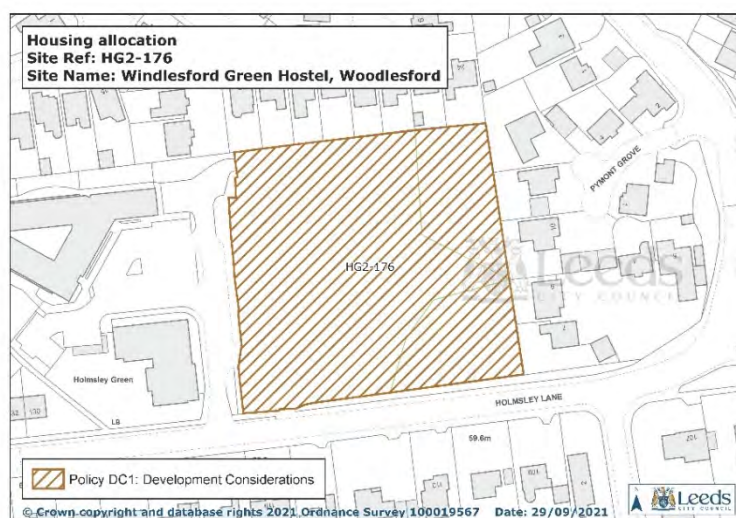 Housing allocation
Site Ref: HG2-176
Site Name: Windlesford Green Hostel, Woodlesford
PYMONT GROVE
HG2-176
Leeds
CITY COUNCIL
Holmsley Green
LB
HOLMSLEY LANE
59.6m
Policy DC1: Development Considerations
© Crown copyright and database rights 2021 Ordnance Survey 100019567 Date: 29/09/2021
Leeds
CITY COUNCIL